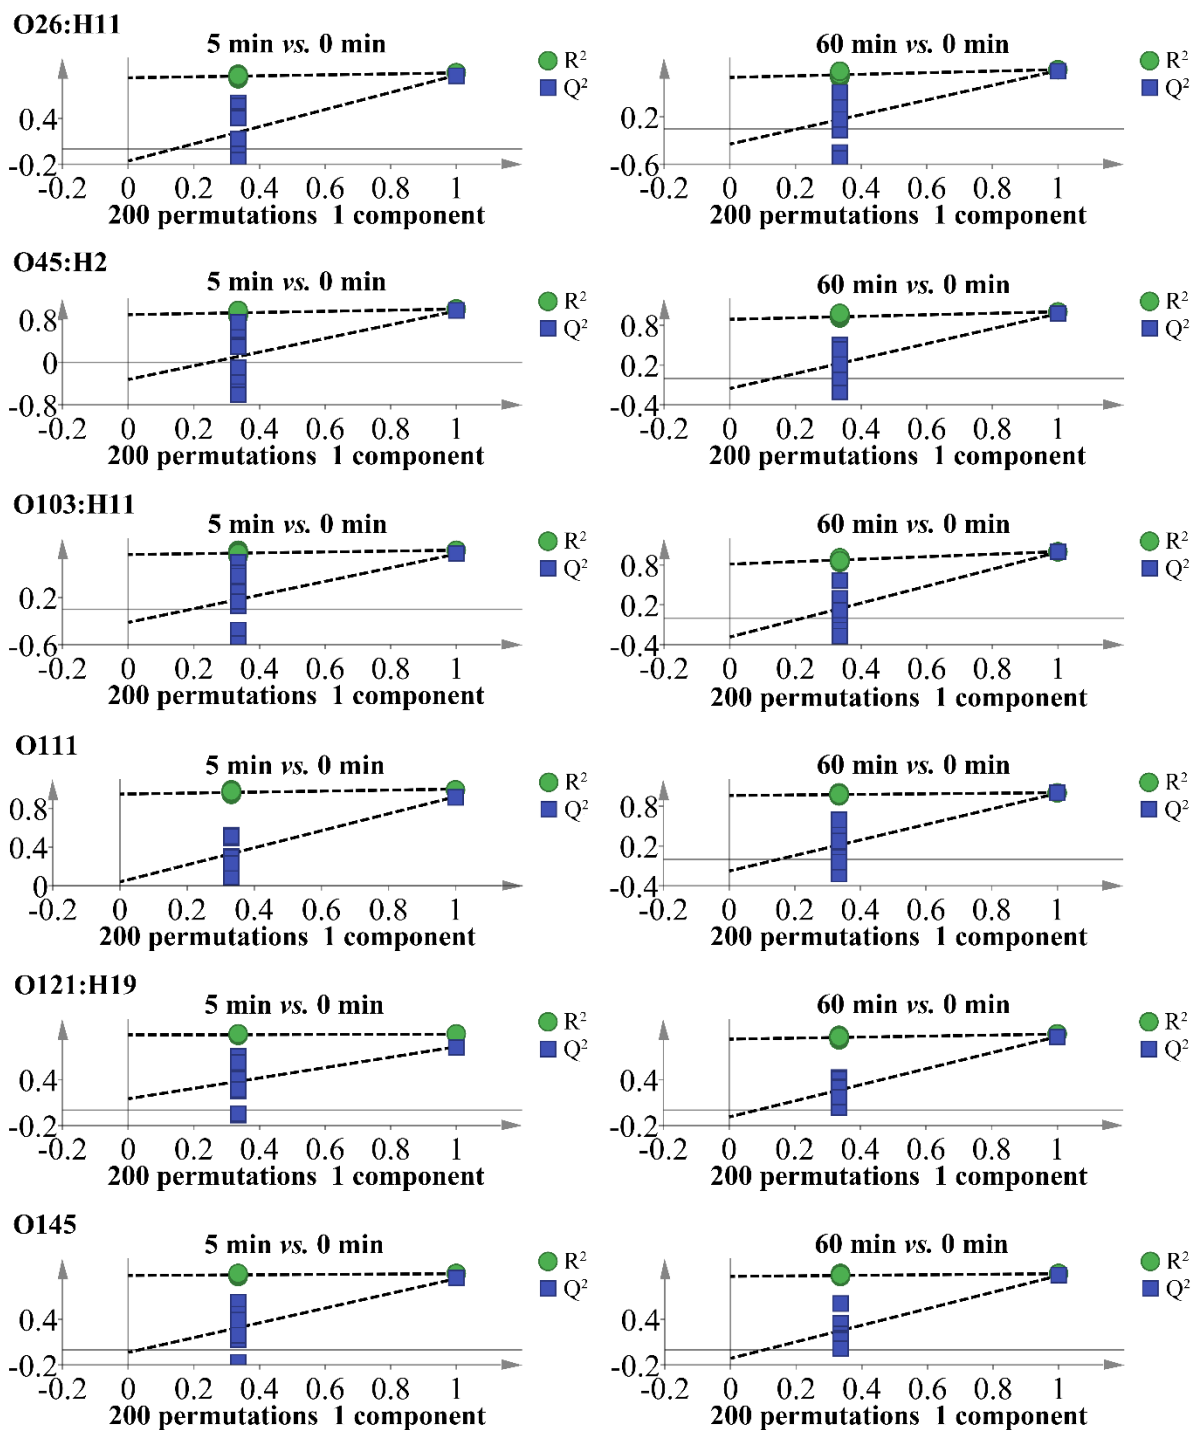 O26:H11
5 min vs. 0 min
R²
Q²
0.4
-0.2
-0.2 0 0.2 0.4 0.6 0.8 1
200 permutations 1 component
60 min vs. 0 min
R²
Q²
0.2
-0.6
-0.2 0 0.2 0.4 0.6 0.8 1
200 permutations 1 component
O45:H2
5 min vs. 0 min
R²
Q²
0.8
0
-0.8
-0.2 0 0.2 0.4 0.6 0.8 1
200 permutations 1 component
60 min vs. 0 min
R²
Q²
0.8
0.2
-0.4
-0.2 0 0.2 0.4 0.6 0.8 1
200 permutations 1 component
O103:H11
5 min vs. 0 min
R²
Q²
0.2
-0.6
-0.2 0 0.2 0.4 0.6 0.8 1
200 permutations 1 component
60 min vs. 0 min
R²
Q²
0.8
0.2
-0.4
-0.2 0 0.2 0.4 0.6 0.8 1
200 permutations 1 component
O111
5 min vs. 0 min
R²
Q²
0.8
0.4
0
-0.2 0 0.2 0.4 0.6 0.8 1
200 permutations 1 component
60 min vs. 0 min
R²
Q²
0.8
0.2
-0.4
-0.2 0 0.2 0.4 0.6 0.8 1
200 permutations 1 component
O121:H19
5 min vs. 0 min
R²
Q²
0.4
-0.2
-0.2 0 0.2 0.4 0.6 0.8 1
200 permutations 1 component
60 min vs. 0 min
R²
Q²
0.4
-0.2
-0.2 0 0.2 0.4 0.6 0.8 1
200 permutations 1 component
O145
5 min vs. 0 min
R²
Q²
0.4
-0.2
-0.2 0 0.2 0.4 0.6 0.8 1
200 permutations 1 component
60 min vs. 0 min
R²
Q²
0.4
-0.2
-0.2 0 0.2 0.4 0.6 0.8 1
200 permutations 1 component